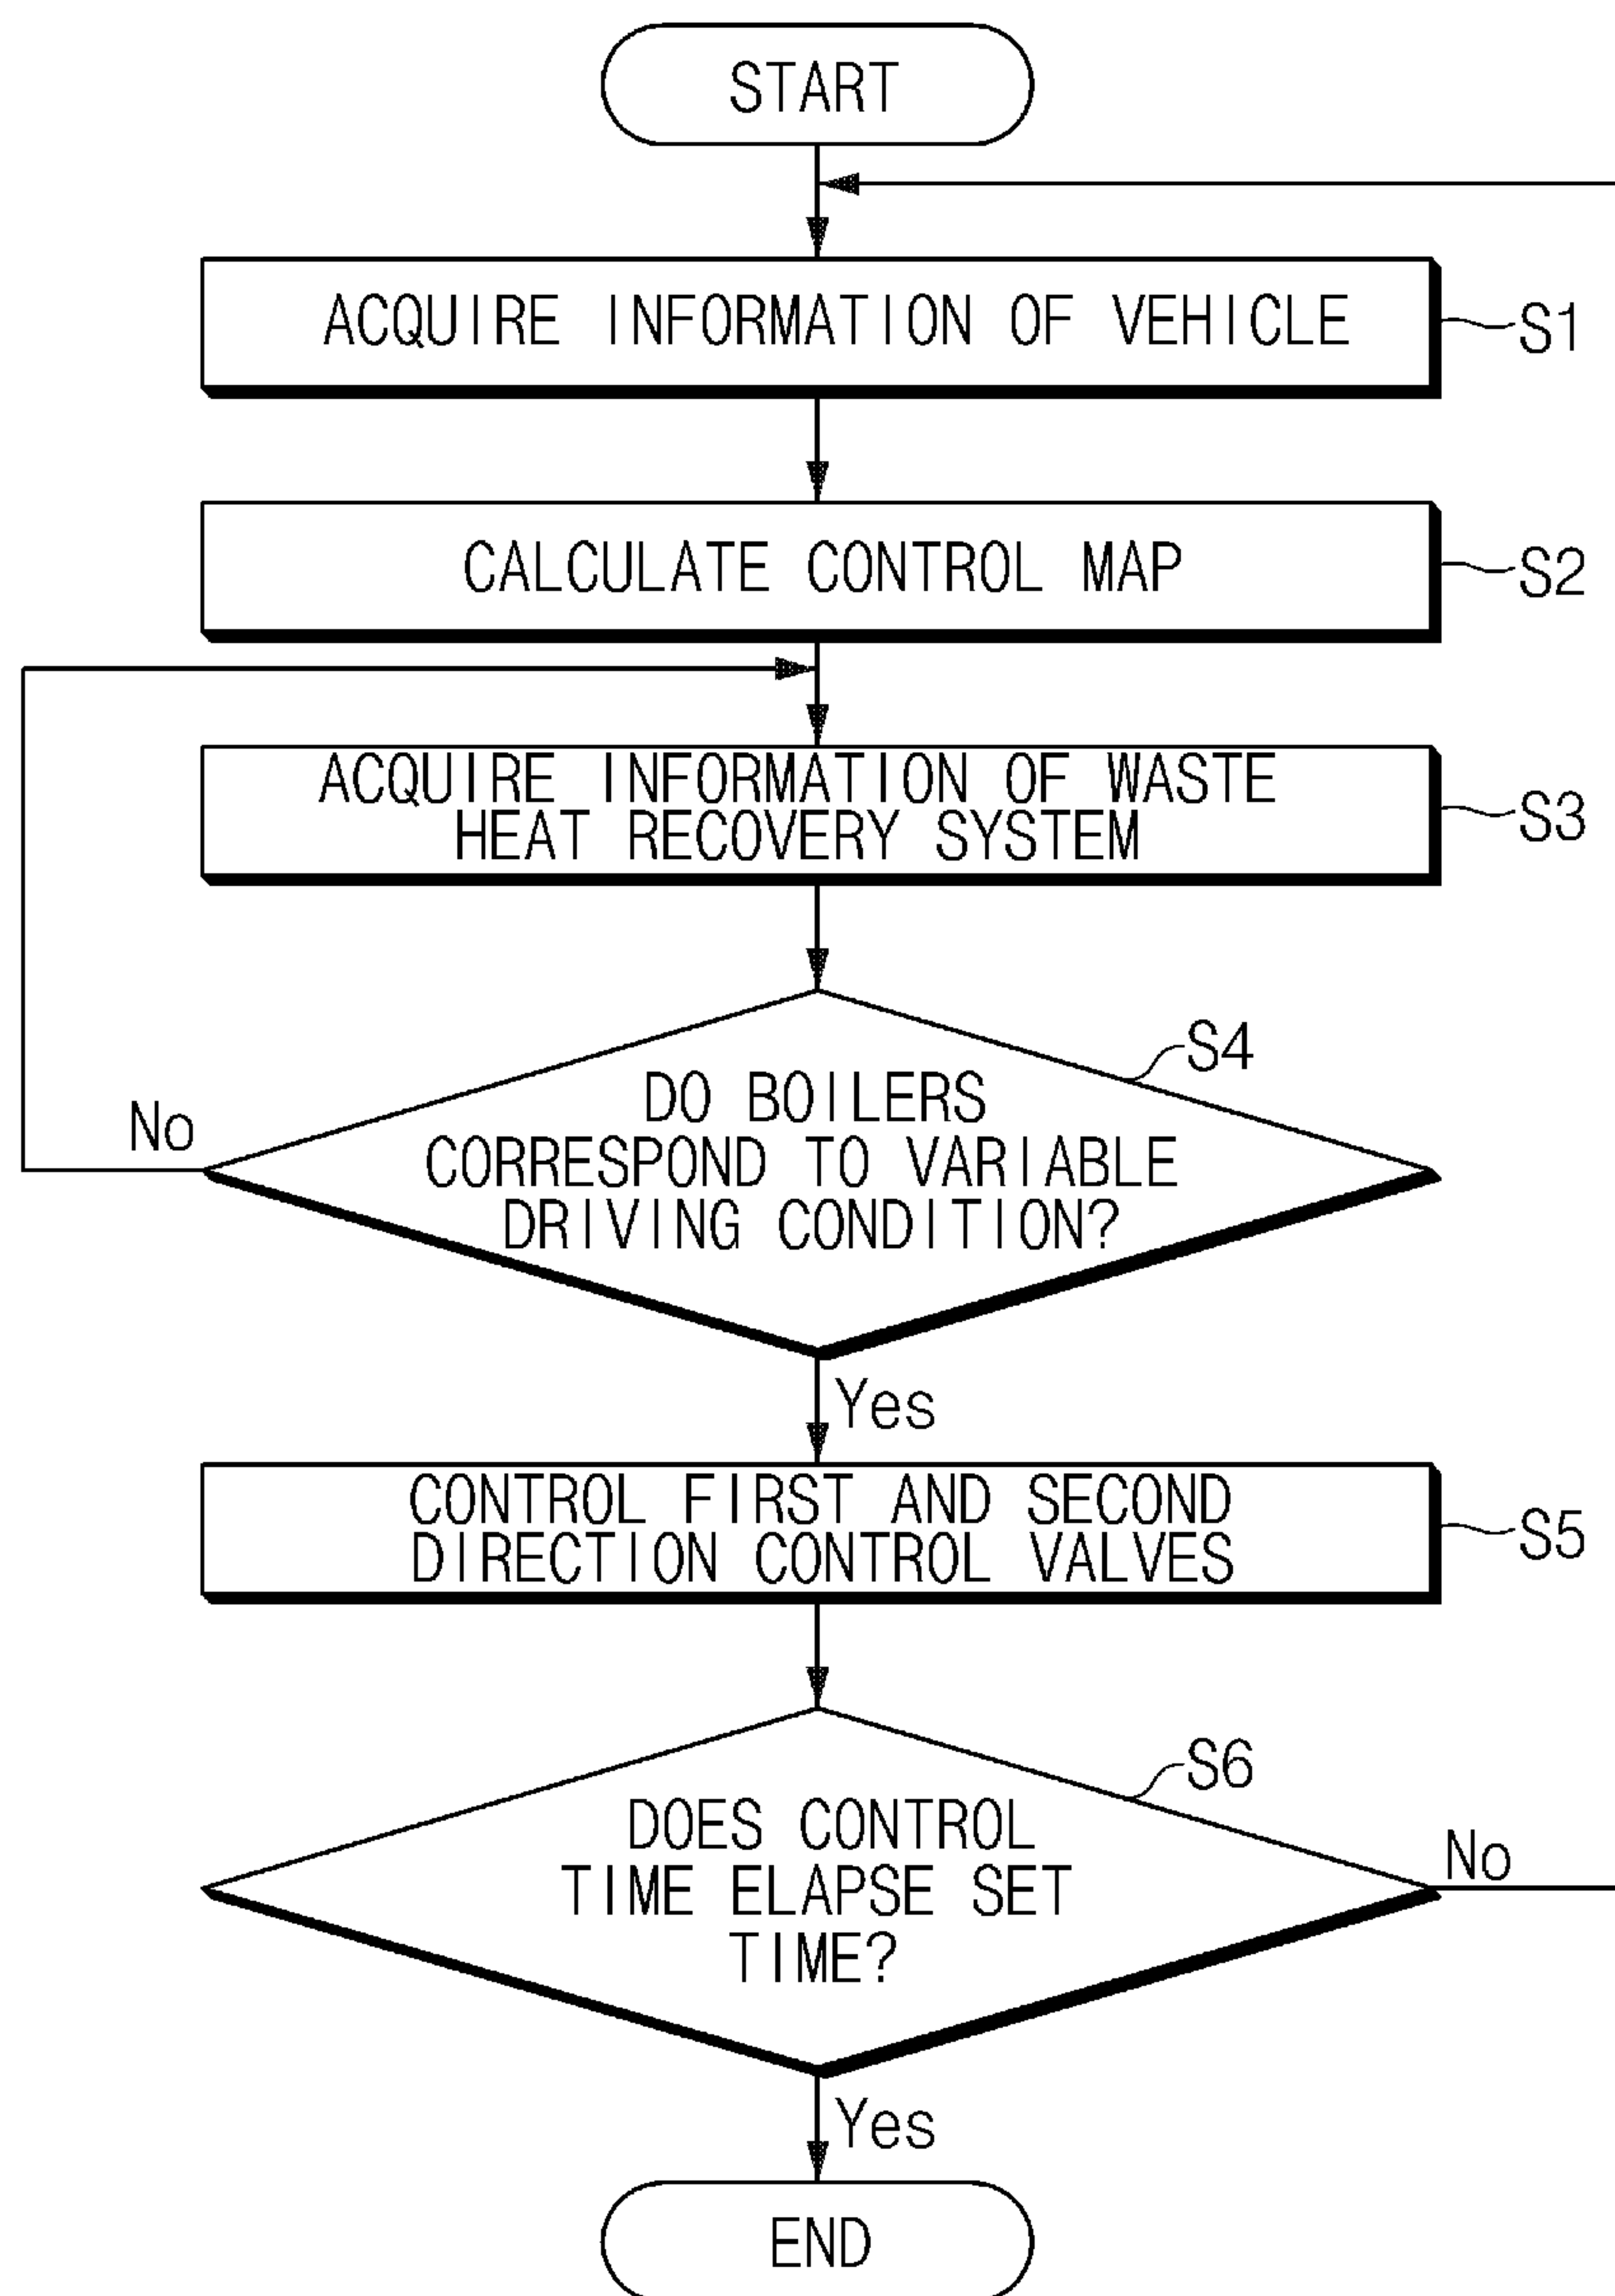 START
ACQUIRE INFORMATION OF VEHICLE
S1
CALCULATE CONTROL MAP
S2
ACQUIRE INFORMATION OF WASTE
HEAT RECOVERY SYSTEM
S3
S4
DO BOILERS
CORRESPOND TO VARIABLE
DRIVING CONDITION?
No
Yes
CONTROL FIRST AND SECOND
DIRECTION CONTROL VALVES
S5
S6
DOES CONTROL
TIME ELAPSE SET
TIME?
No
Yes
END